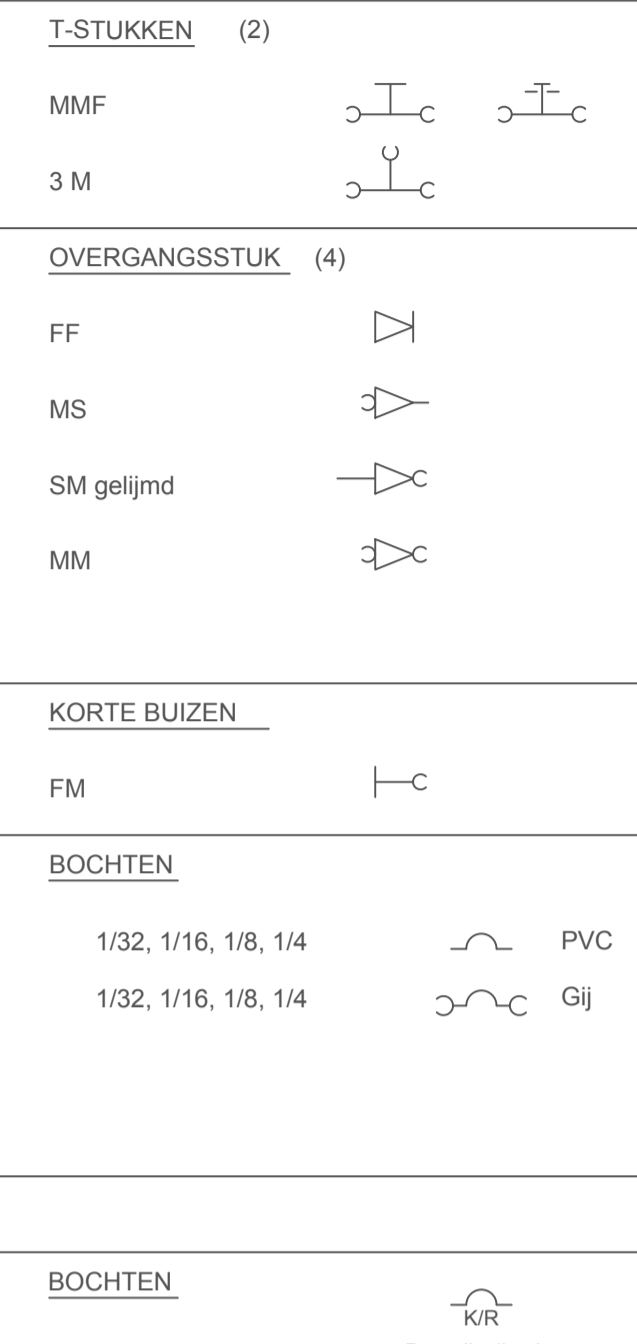 T-STUKKEN (2)
MMF
3 M
OVERGANGSSTUK (4)
FF
MS
SM gelijmd
MM
KORTE BUIZEN
FM
BOCHTEN
1/32, 1/16, 1/8, 1/4 PVC
1/32, 1/16, 1/8, 1/4 Gij
BOCHTEN
K/R